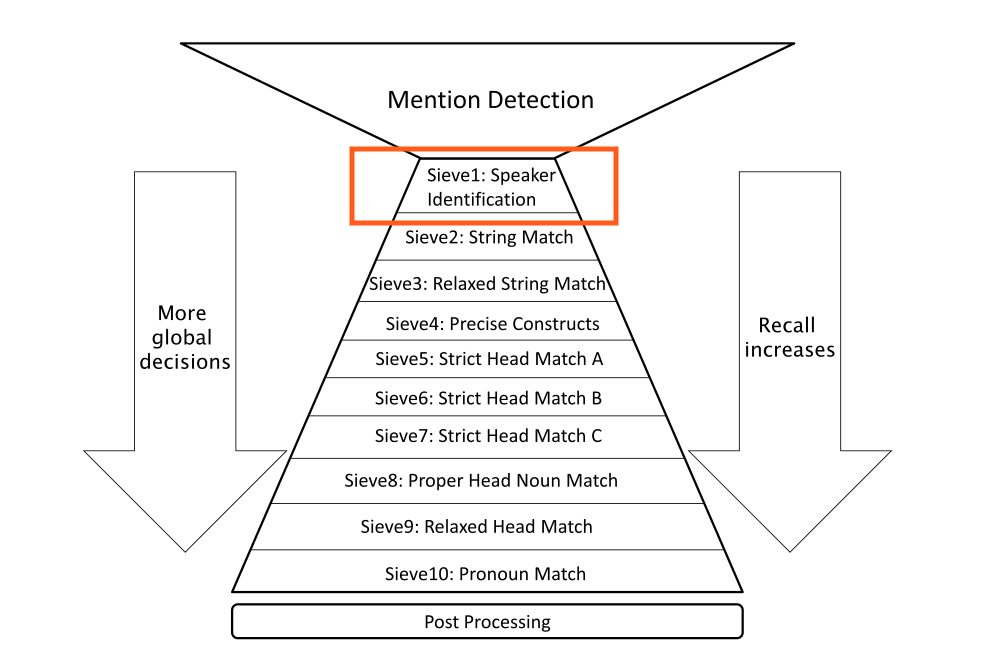 Mention Detection
Sieve1: Speaker
Identification
Sieve2: String Match
Sieve3: Relaxed String Match
Sieve4: Precise Constructs
Sieve5: Strict Head Match A
Sieve6: Strict Head Match B
Sieve7: Strict Head Match C
Sieve8: Proper Head Noun Match
Sieve9: Relaxed Head Match
Sieve10: Pronoun Match
Post Processing
More
global
decisions
Recall
increases